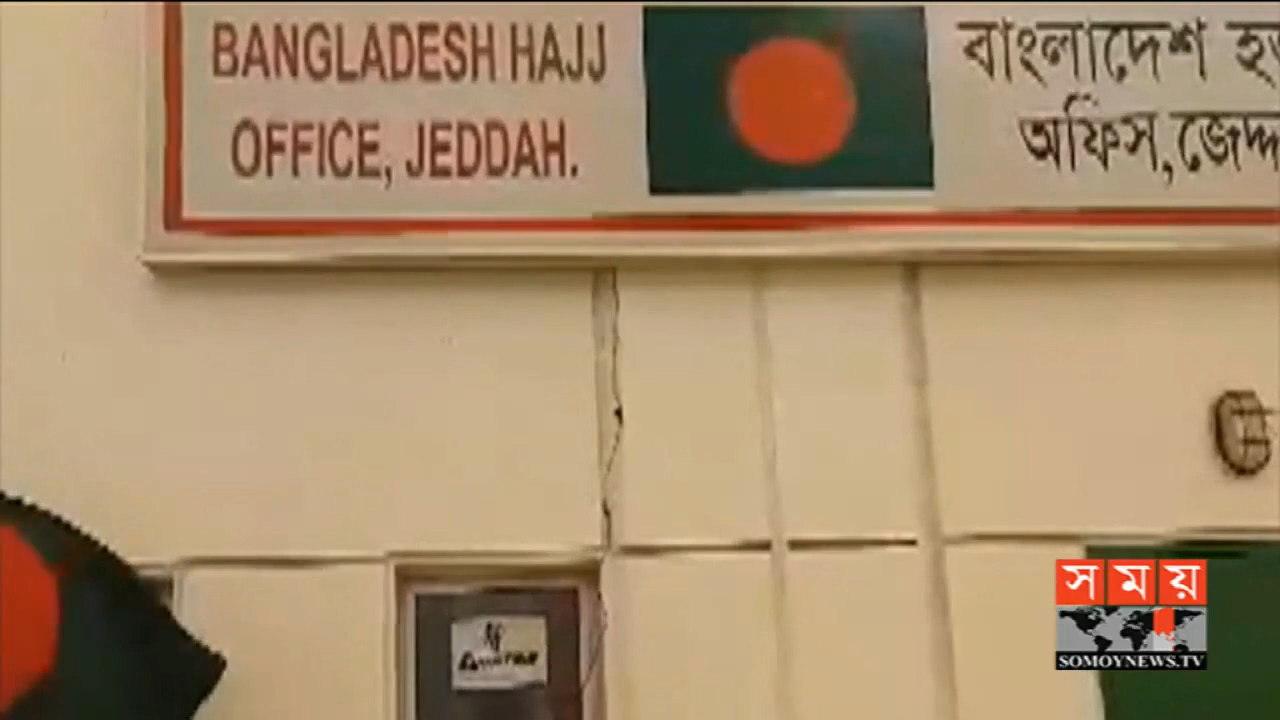 BANGLADESH HAJJ
OFFICE, JEDDAH.
বাংলাদেশ
অফিস,
সময়
SOMOYNEWS.TV